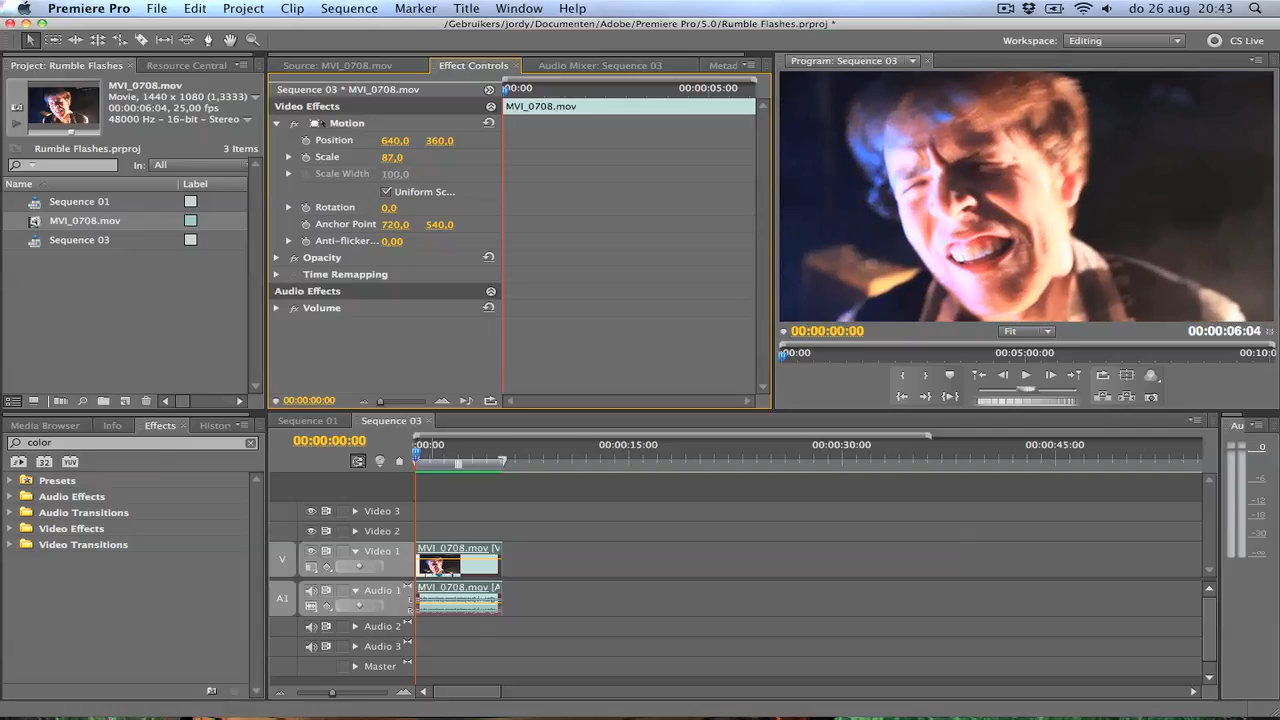 Premiere Pro File Edit Project Clip Sequence Marker Title Window Help do 26 aug 20:43
/Gebruikers/jordy/Documenten/Adobe/Premiere Pro/5.0/Rumble Flashes.prproj *
Workspace: Editing CS Live
Project: Rumble Flashes × Resource Central
MVI_0708.mov
Movie, 1440 x 1080 (1,3333)
00:00:06:04, 25,00 fps
48000 Hz - 16-bit - Stereo
Rumble Flashes.prproj 3 Items
In: All
Name Label
Sequence 01
MVI_0708.mov
Sequence 03
Source: MVI_0708.mov Effect Controls × Audio Mixer: Sequence 03 Metad
Sequence 03 * MVI_0708.mov
Video Effects
Motion
Position 640,0 360,0
Scale 87,0
Scale Width 100,0
Uniform Sc...
Rotation 0,0
Anchor Point 720,0 540,0
Anti-flicker... 0,00
Opacity
Time Remapping
Audio Effects
Volume
00:00:00:00
:00:00 00:00:05:00
MVI_0708.mov
Program: Sequence 03 ×
00:00:00:00 Fit 00:00:06:04
00:00 00:05:00:00 00:10:0
Media Browser Info Effects × Histor
color
32 YUV
Presets
Audio Effects
Audio Transitions
Video Effects
Video Transitions
Sequence 01 Sequence 03 ×
00:00:00:00
:00:00 00:00:15:00 00:00:30:00 00:00:45:00
Video 3
Video 2
V Video 1
MVI_0708.mov [V
A1 Audio 1
MVI_0708.mov [A
L
R
Audio 2
Audio 3
Master
Au
0
-6
-12
-18
-30